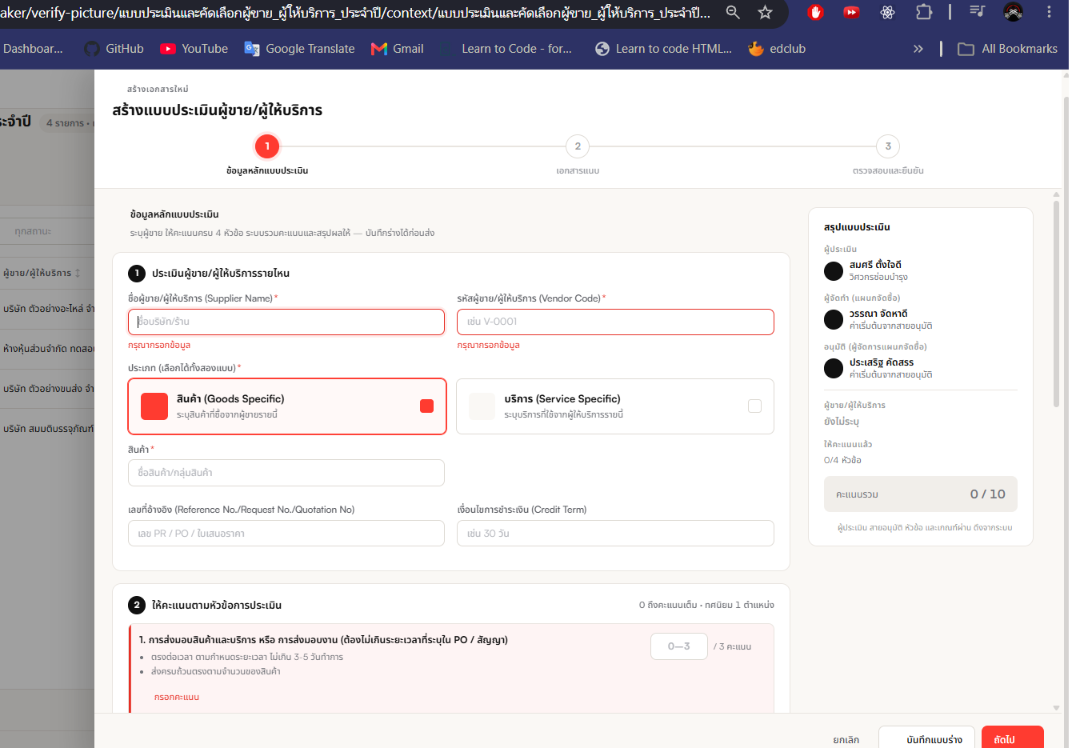 aker/verify-picture/แบบประเมินและคัดเลือกผู้ขาย_ผู้ให้บริการ_ประจำปี/context/แบบประเมินและคัดเลือกผู้ขาย_ผู้ให้บริการ_ประจำปี...
Dashboar... GitHub YouTube Google Translate Gmail Learn to Code - for... Learn to code HTML... edclub » All Bookmarks
สร้างเอกสารใหม่
สร้างแบบประเมินผู้ขาย/ผู้ให้บริการ
ระจำปี 4 รายการ •
1 2 3
ข้อมูลหลักแบบประเมิน เอกสารแนบ ตรวจสอบและยืนยัน
ทุกสถานะ
ผู้ขาย/ผู้ให้บริการ
บริษัท ตัวอย่างอะไหล่ จำ
ห้างหุ้นส่วนจำกัด ทดสอ
บริษัท ตัวอย่างขนส่ง จำ
บริษัท สมมติบรรจุภัณฑ์
ข้อมูลหลักแบบประเมิน
ระบุผู้ขาย ให้คะแนนครบ 4 หัวข้อ ระบบรวมคะแนนและสรุปผลให้ — บันทึกร่างได้ก่อนส่ง
1 ประเมินผู้ขาย/ผู้ให้บริการรายไหน
ชื่อผู้ขาย/ผู้ให้บริการ (Supplier Name)* รหัสผู้ขาย/ผู้ให้บริการ (Vendor Code)*
ชื่อบริษัท/ร้าน เช่น V-0001
กรุณากรอกข้อมูล กรุณากรอกข้อมูล
ประเภท (เลือกได้ทั้งสองแบบ)*
สินค้า (Goods Specific) บริการ (Service Specific)
ระบุสินค้าที่ซื้อจากผู้ขายรายนี้ ระบุบริการที่ใช้จากผู้ให้บริการรายนี้
สินค้า*
ชื่อสินค้า/กลุ่มสินค้า
เลขที่อ้างอิง (Reference No./Request No./Quotation No) เงื่อนไขการชำระเงิน (Credit Term)
เลข PR / PO / ใบเสนอราคา เช่น 30 วัน
2 ให้คะแนนตามหัวข้อการประเมิน 0 ถึงคะแนนเต็ม • ทศนิยม 1 ตำแหน่ง
1. การส่งมอบสินค้าและบริการ หรือ การส่งมอบงาน (ต้องไม่เกินระยะเวลาที่ระบุใน PO / สัญญา) 0—3 / 3 คะแนน
• ตรงต่อเวลา ตามกำหนดระยะเวลา ไม่เกิน 3-5 วันทำการ
• ส่งครบถ้วนตรงตามจำนวนของสินค้า
กรอกคะแนน
สรุปแบบประเมิน
ผู้ประเมิน
สมศรี ตั้งใจดี
วิศวกรซ่อมบำรุง
ผู้จัดทำ (แผนกจัดซื้อ)
วรรณา จัดหาดี
ค่าเริ่มต้นจากสายอนุมัติ
อนุมัติ (ผู้จัดการแผนกจัดซื้อ)
ประเสริฐ คัดสรร
ค่าเริ่มต้นจากสายอนุมัติ
ผู้ขาย/ผู้ให้บริการ
ยังไม่ระบุ
ให้คะแนนแล้ว
0/4 หัวข้อ
คะแนนรวม 0 / 10
ผู้ประเมิน สายอนุมัติ หัวข้อ และเกณฑ์ผ่าน ดึงจากระบบ
ยกเลิก บันทึกแบบร่าง ถัดไป